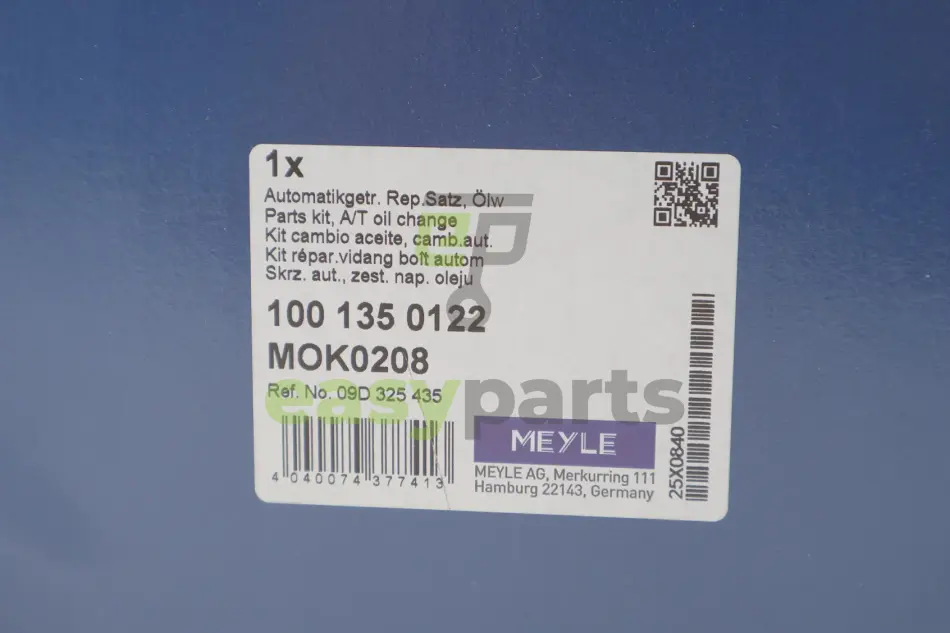 1x
Automatikgetr. Rep.Satz, Ölw
Parts kit, A/T oil change
Kit cambio aceite, camb.aut.
Kit répar.vidang boît autom
Skrz. aut., zest. nap. oleju
100 135 0122
MOK0208
easyparts
Ref. No. 09D 325 435
4 040074 377413
MEYLE
MEYLE AG, Merkurring 111
Hamburg 22143, Germany
25X0840